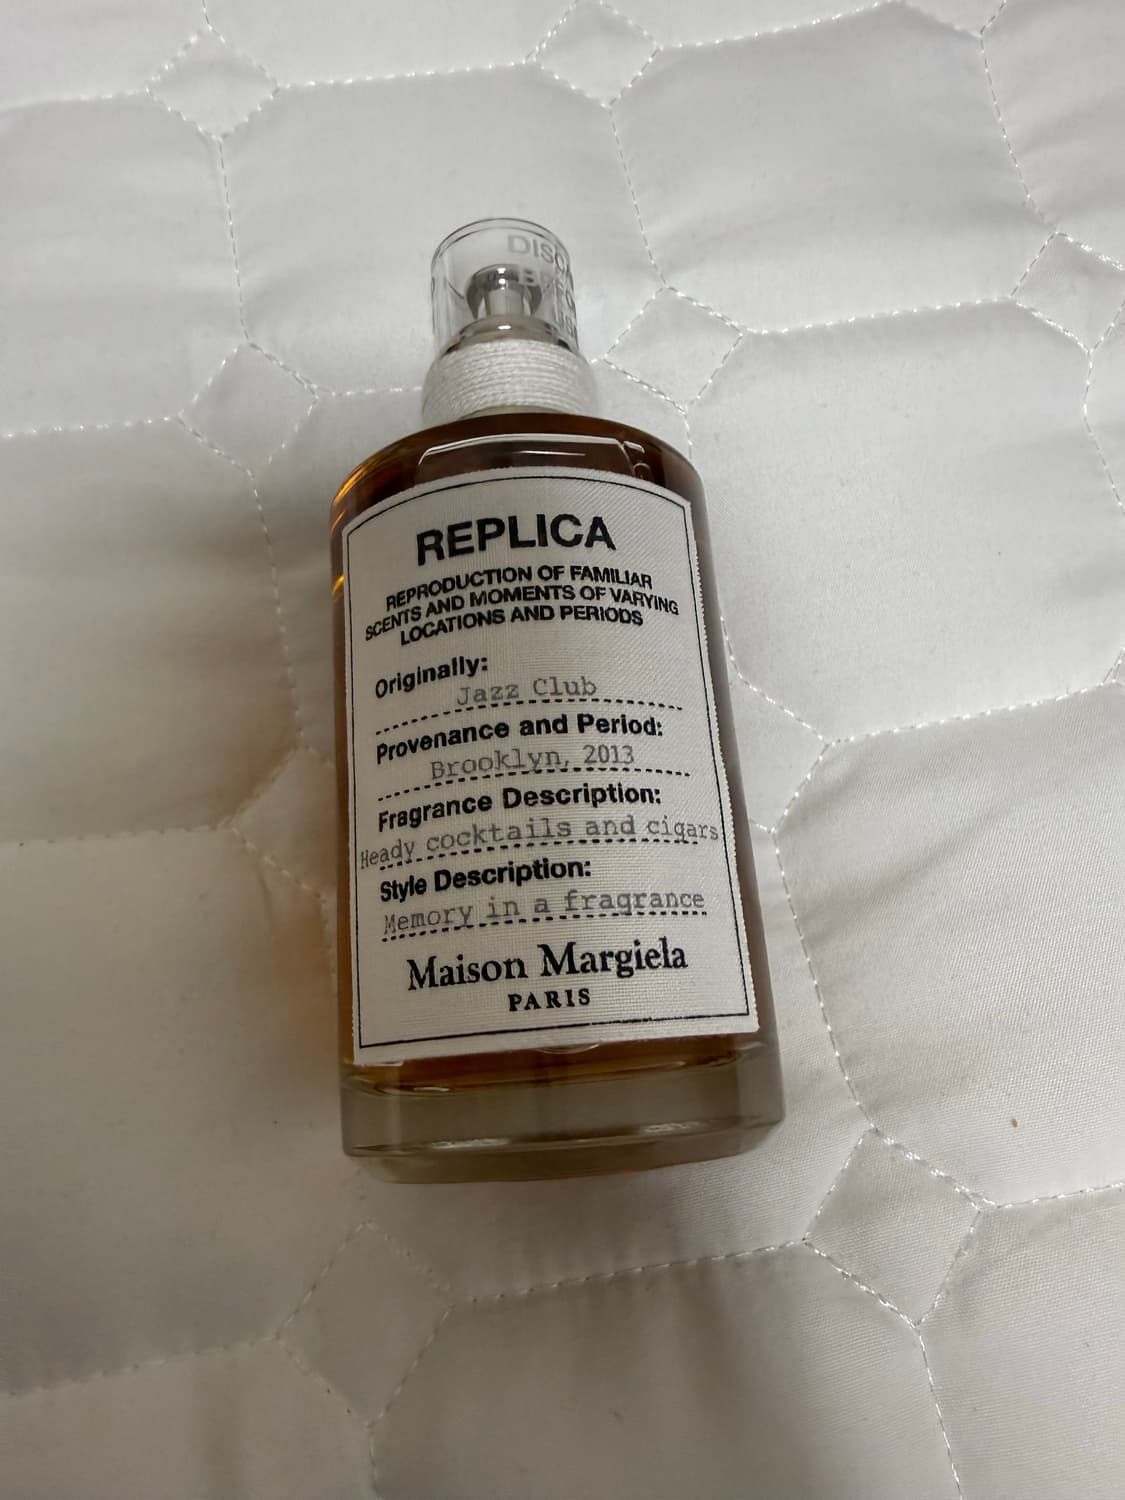 REPLICA
REPRODUCTION OF FAMILIAR
SCENTS AND MOMENTS OF VARYING
LOCATIONS AND PERIODS
Originally:
Jazz Club
Provenance and Period:
Brooklyn, 2013
Fragrance Description:
Heady cocktails and cigars
Style Description:
Memory in a fragrance
Maison Margiela
PARIS